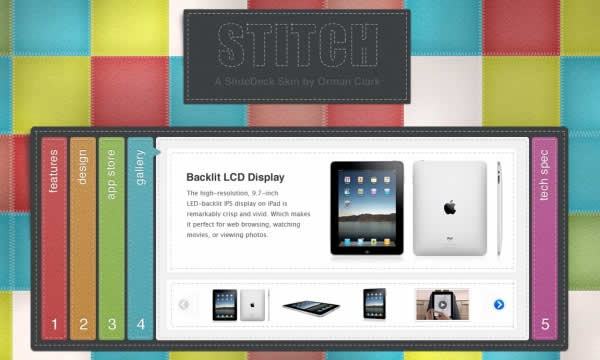 STITCH
A SlideDeck Skin by Orman Clark
features
1
design
2
app store
3
gallery
4
Backlit LCD Display
The high-resolution, 9.7-inch
LED-backlit IPS display on iPad is
remarkably crisp and vivid. Which makes
it perfect for web browsing, watching
movies, or viewing photos.
tech spec
5